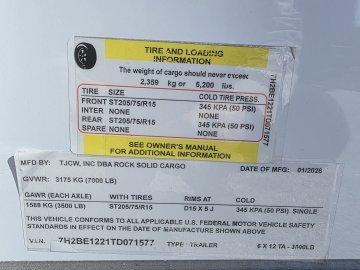 TIRE AND LOADING
INFORMATION
The weight of cargo should never exceed
2,359 kg or 5,200 lbs.
TIRE SIZE COLD TIRE PRESS.
FRONT ST205/75/R15 345 KPA (50 PSI)
INTER NONE NONE
REAR ST205/75/R15 345 KPA (50 PSI)
SPARE NONE NONE
SEE OWNER'S MANUAL
FOR ADDITIONAL INFORMATION
7H2BE1221TD071577
MFD BY: TJCW, INC DBA ROCK SOLID CARGO DATE OF MFG: 01/2026
GVWR: 3175 KG (7000 LB)
GAWR (EACH AXLE) WITH TIRES RIMS AT COLD
1588 KG (3500 LB) ST205/75/R15 D15 X 5 J 345 KPA (50 PSI) SINGLE
THIS VEHICLE CONFORMS TO ALL APPLICABLE U.S. FEDERAL MOTOR VEHICLE SAFETY
STANDARDS IN EFFECT ON THE DATE OF MANUFACTURE SHOWN ABOVE
V.I.N. 7H2BE1221TD071577 TYPE: TRAILER 6 X 12 TA - 3500LB